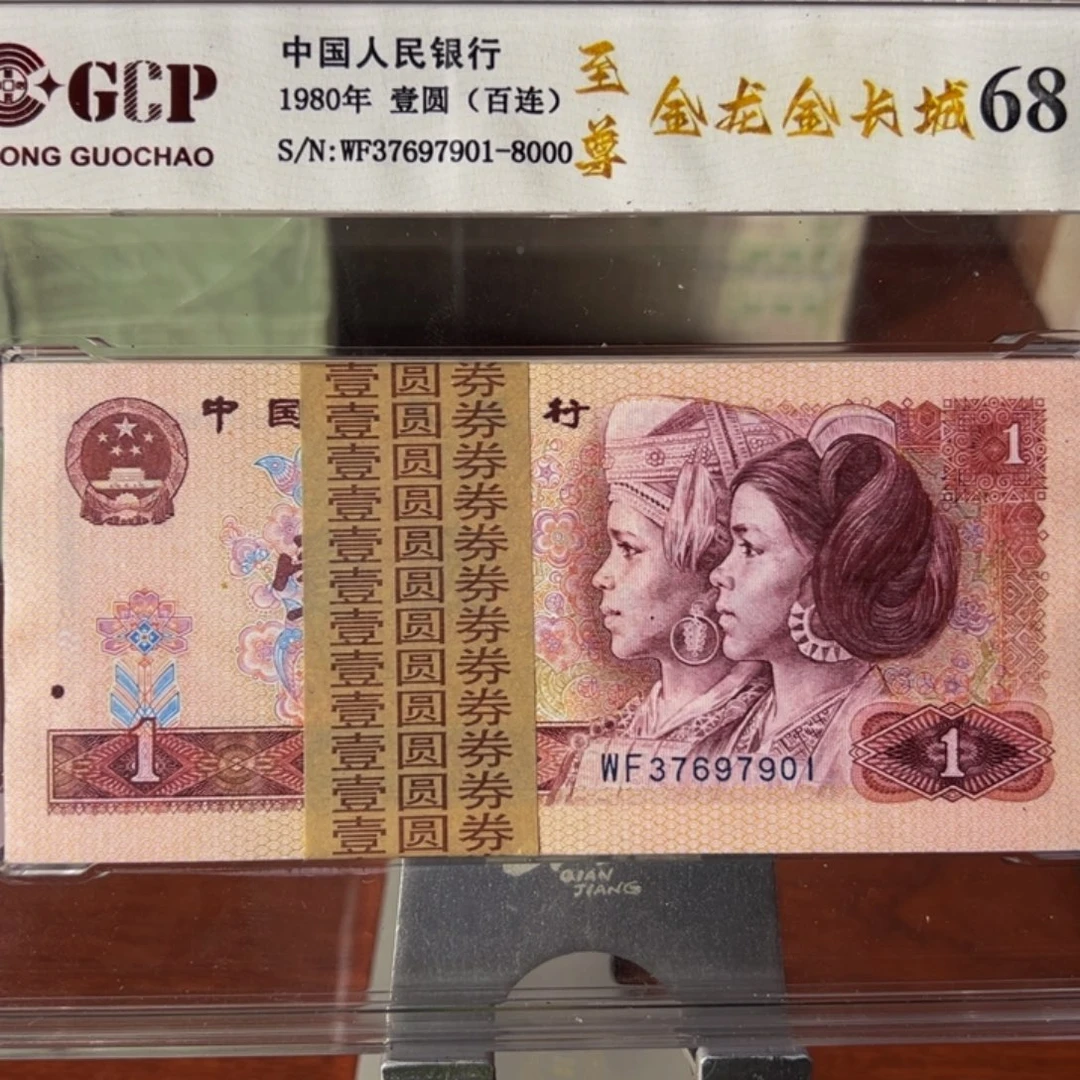 GCP
ONG GUOCHAO
中国人民银行
1980年 壹圆（百连）
S/N:WF37697901-8000
至尊
金龙金长城
68
中国
行
1
壹圆券
壹圆券
壹圆券
壹圆券
壹圆券
壹圆券
壹圆券
壹圆券
壹圆券
壹圆券
壹圆券
壹圆券
1
WF37697901
1
QIAN
JIANG